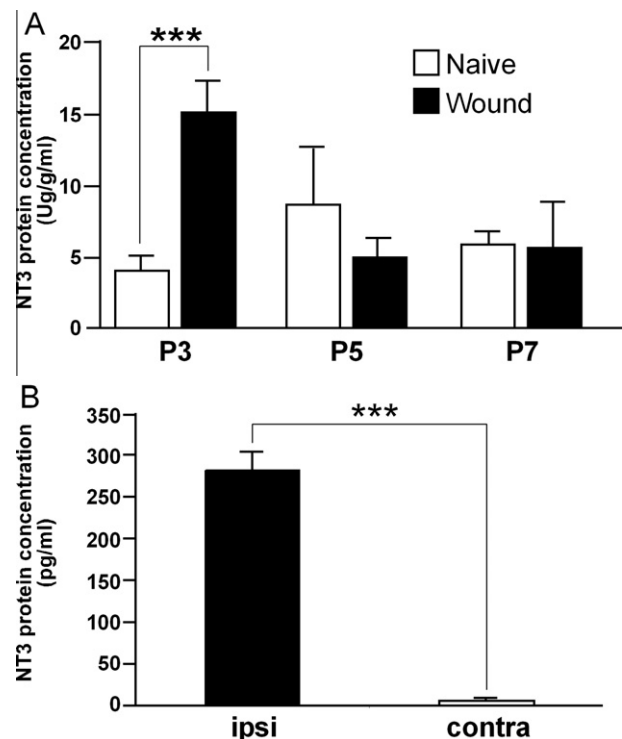 A
NT3 protein concentration
(Ug/g/ml)
20
15
10
5
0
***
Naive
Wound
P3 P5 P7
B
NT3 protein concentration
(pg/ml)
350
300
250
200
150
100
50
0
***
ipsi contra